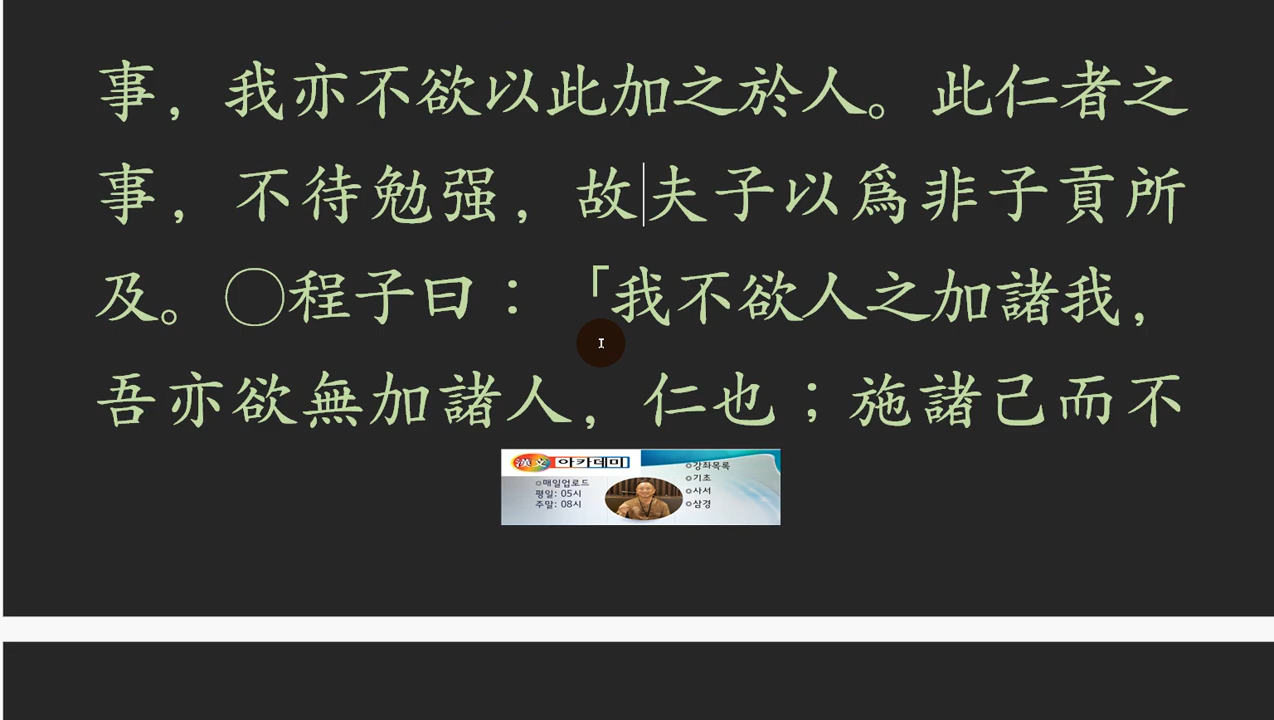 事，我亦不欲以此加之於人。此仁者之
事，不待勉强，故夫子以爲非子貢所
及。◯程子曰：「我不欲人之加諸我，
吾亦欲無加諸人，仁也；施諸己而不
漢文 아카데미
◎매일업로드
평일: 05시
주말: 08시
◎강좌목록
◎기초
◎사서
◎삼경